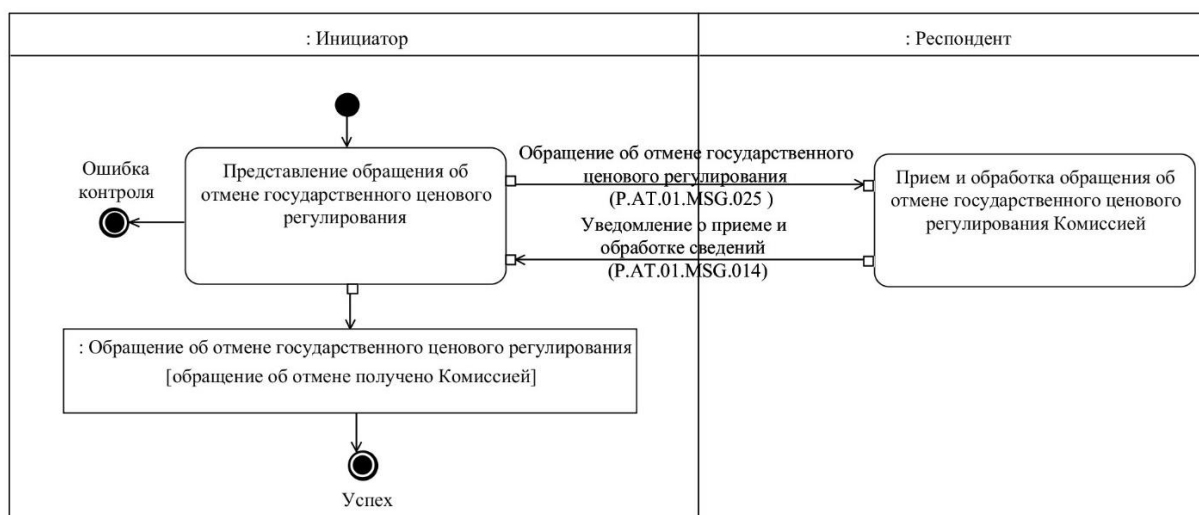 : Инициатор
: Респондент
Ошибка
контроля
Представление обращения об
отмене государственного ценового
регулирования
Обращение об отмене государственного
ценового регулирования
(P.AT.01.MSG.025 )
Уведомление о приеме и
обработке сведений
(P.AT.01.MSG.014)
Прием и обработка обращения об
отмене государственного ценового
регулирования Комиссией
: Обращение об отмене государственного ценового регулирования
[обращение об отмене получено Комиссией]
Успех